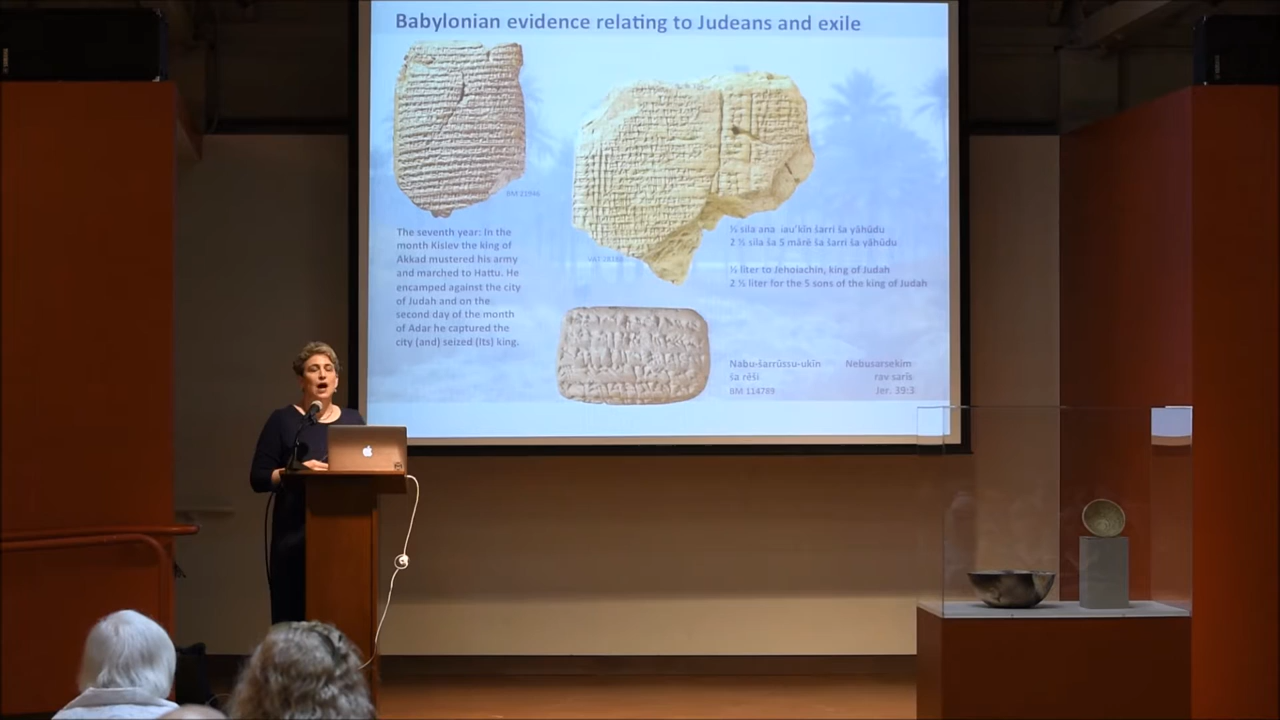 Babylonian evidence relating to Judeans and exile
BM 21946
The seventh year: In the
month Kislev the king of
Akkad mustered his army
and marched to Hattu. He
encamped against the city
of Judah and on the
second day of the month
of Adar he captured the
city (and) seized (its) king.
VAT
½ sila ana iau'kīn šarri ša yāhūdu
2 ½ sila ša 5 mārē ša šarri ša yāhūdu
½ liter to Jehoiachin, king of Judah
2 ½ liter for the 5 sons of the king of Judah
Nabu-šarrūssu-ukīn
ša rēši
BM 114789
Nebusarsekim
rav saris
Jer. 39:3